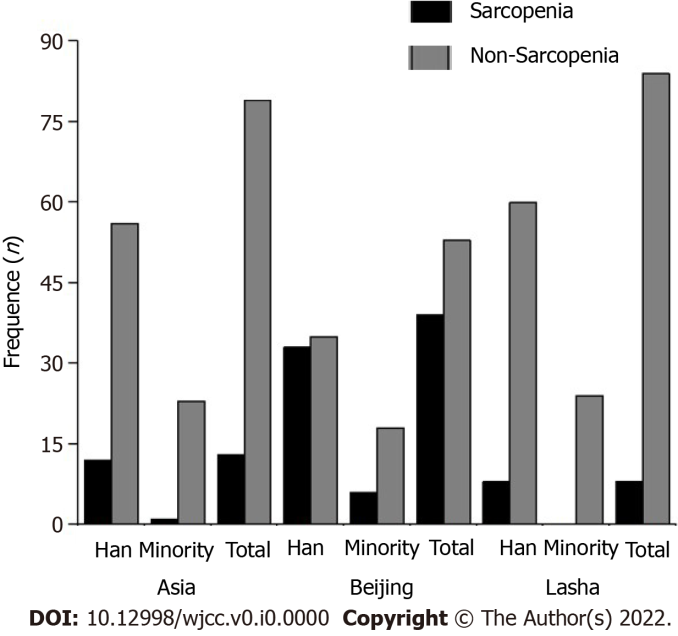 Sarcopenia
Non-Sarcopenia
Frequence (n)
90
75
60
45
30
15
0
Han Minority Total Han Minority Total Han Minority Total
Asia Beijing Lasha
DOI: 10.12998/wjcc.v0.i0.0000 Copyright © The Author(s) 2022.